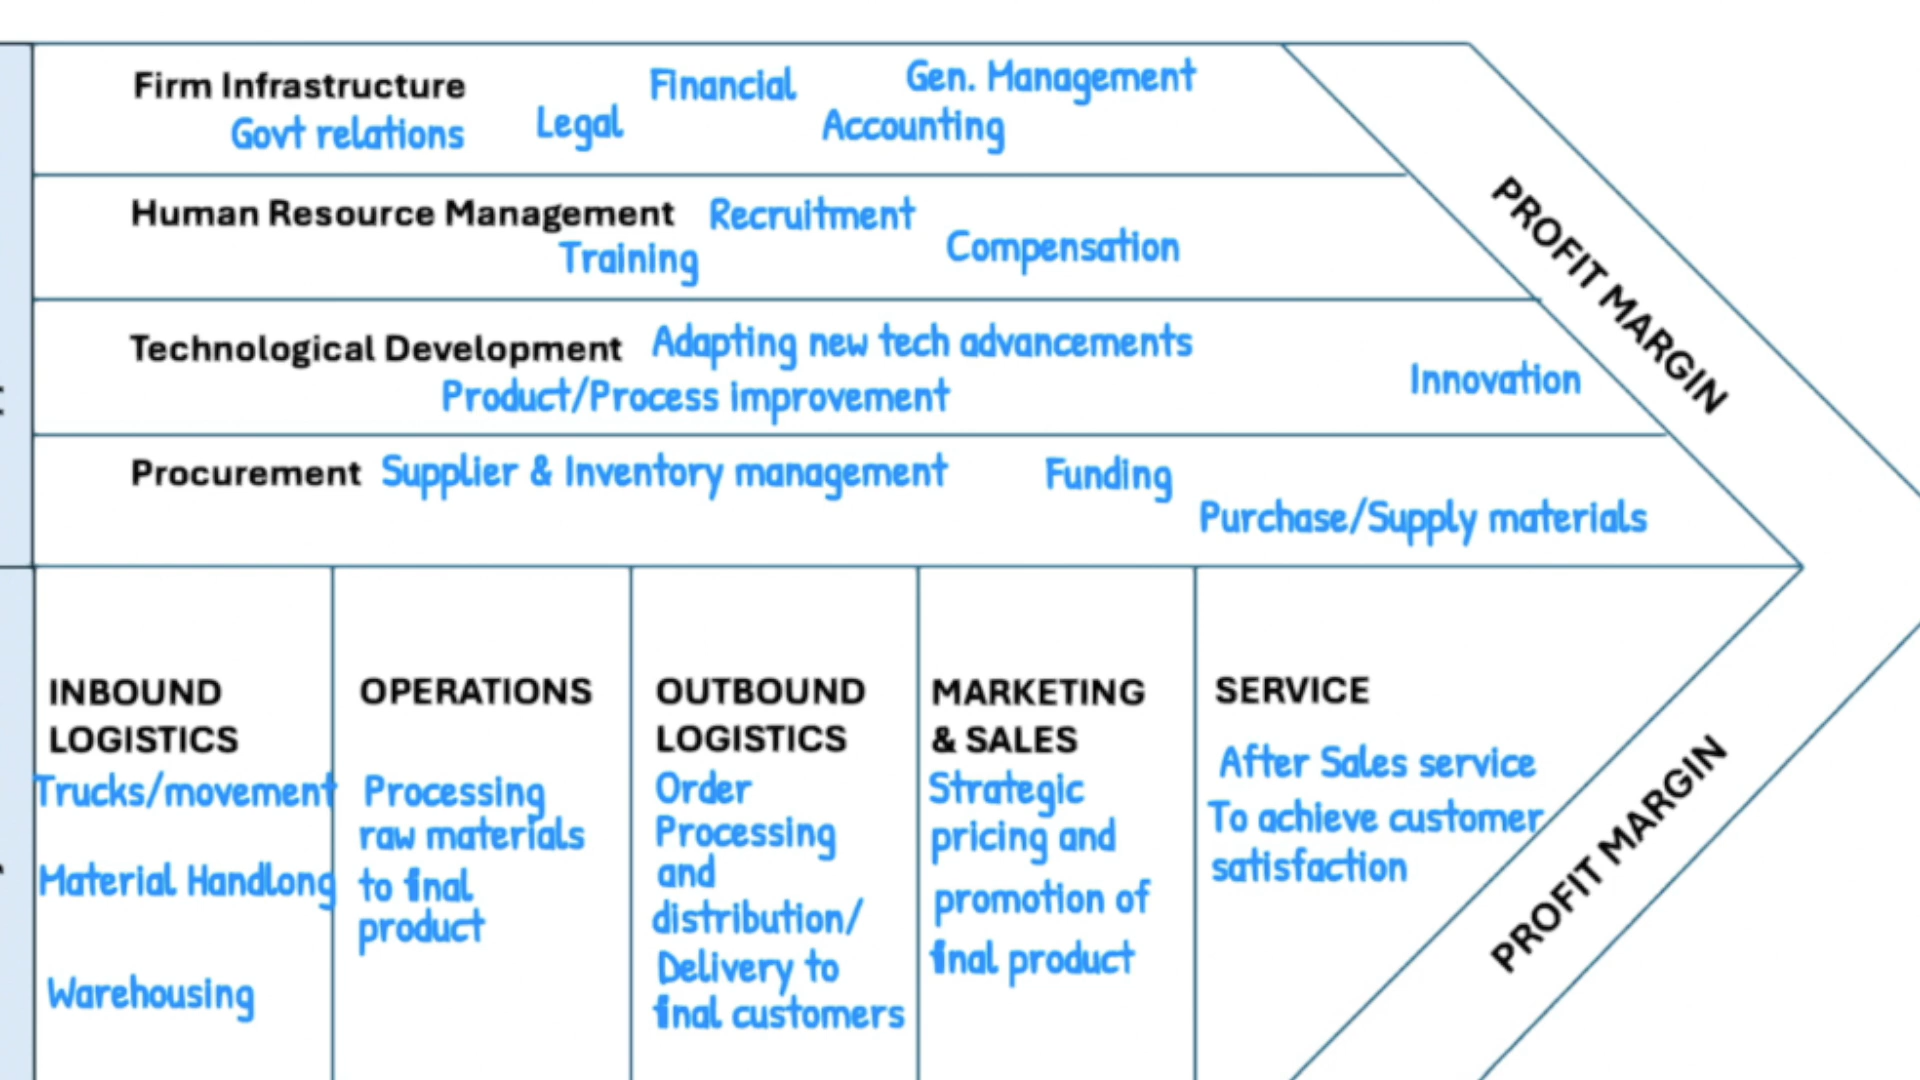 Firm Infrastructure
Financial
Gen. Management
Govt relations
Legal
Accounting
Human Resource Management
Recruitment
Training
Compensation
Technological Development
Adapting new tech advancements
Product/Process improvement
Innovation
Procurement
Supplier & Inventory management
Funding
Purchase/Supply materials
PROFIT MARGIN
INBOUND
LOGISTICS
Trucks/movement
Material Handlong
Warehousing
OPERATIONS
Processing
raw materials
to final
product
OUTBOUND
LOGISTICS
Order
Processing
and
distribution/
Delivery to
final customers
MARKETING
& SALES
Strategic
pricing and
promotion of
final product
SERVICE
After Sales service
To achieve customer
satisfaction
PROFIT MARGIN